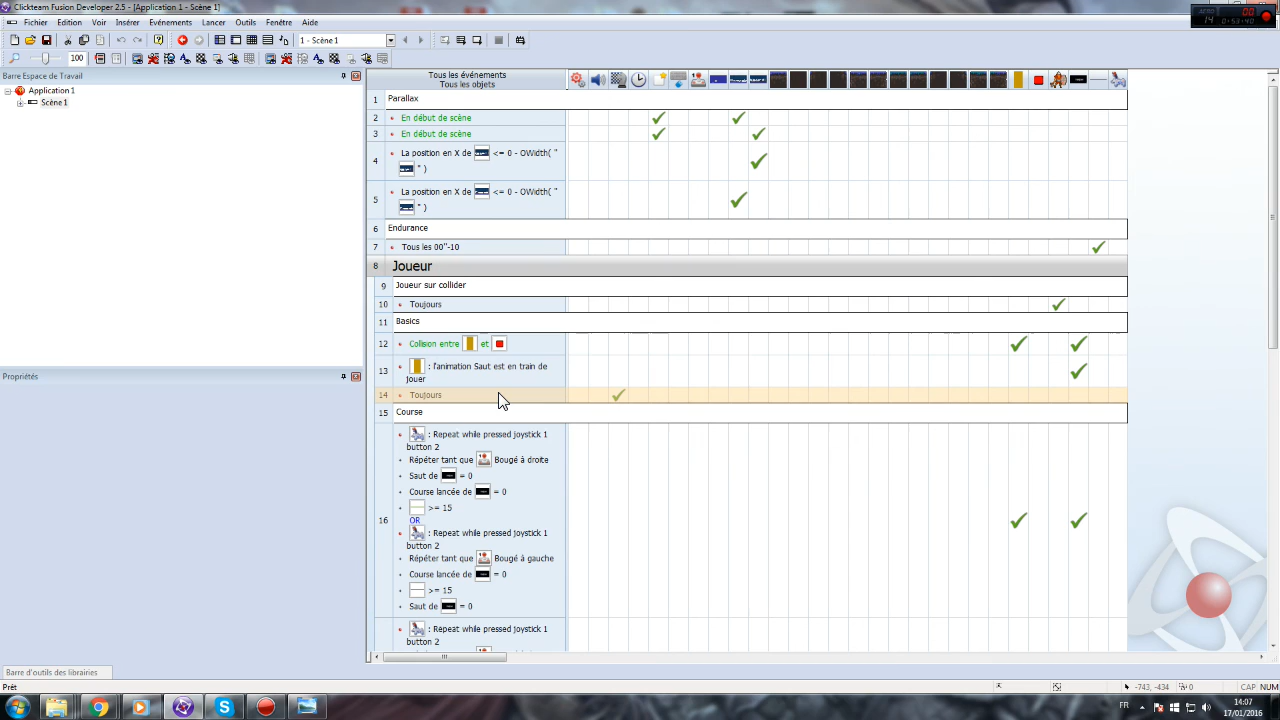 Clickteam Fusion Developer 2.5 - [Application 1 - Scène 1]
AERO 00
14 0:53:40
Fichier Edition Voir Insérer Evénements Lancer Outils Fenêtre Aide
1 - Scène 1
100
Barre Espace de Travail
Application 1
Scène 1
Propriétés
Barre d'outils des librairies
Tous les événements
Tous les objets
1 Parallax
2 En début de scène
3 En début de scène
4 La position en X de <= 0 - OWidth( "
" )
5 La position en X de <= 0 - OWidth( "
" )
6 Endurance
7 Tous les 00''-10
8 Joueur
9 Joueur sur collider
10 Toujours
11 Basics
12 Collision entre et
13 : l'animation Saut est en train de
jouer
14 Toujours
15 Course
: Repeat while pressed joystick 1
button 2
Répéter tant que Bougé à droite
Saut de = 0
Course lancée de = 0
>= 15
16 OR
: Repeat while pressed joystick 1
button 2
Répéter tant que Bougé à gauche
Course lancée de = 0
>= 15
Saut de = 0
: Repeat while pressed joystick 1
button 2
Prêt
-743, -434
0
CAP NUM
FR
14:07
17/01/2016